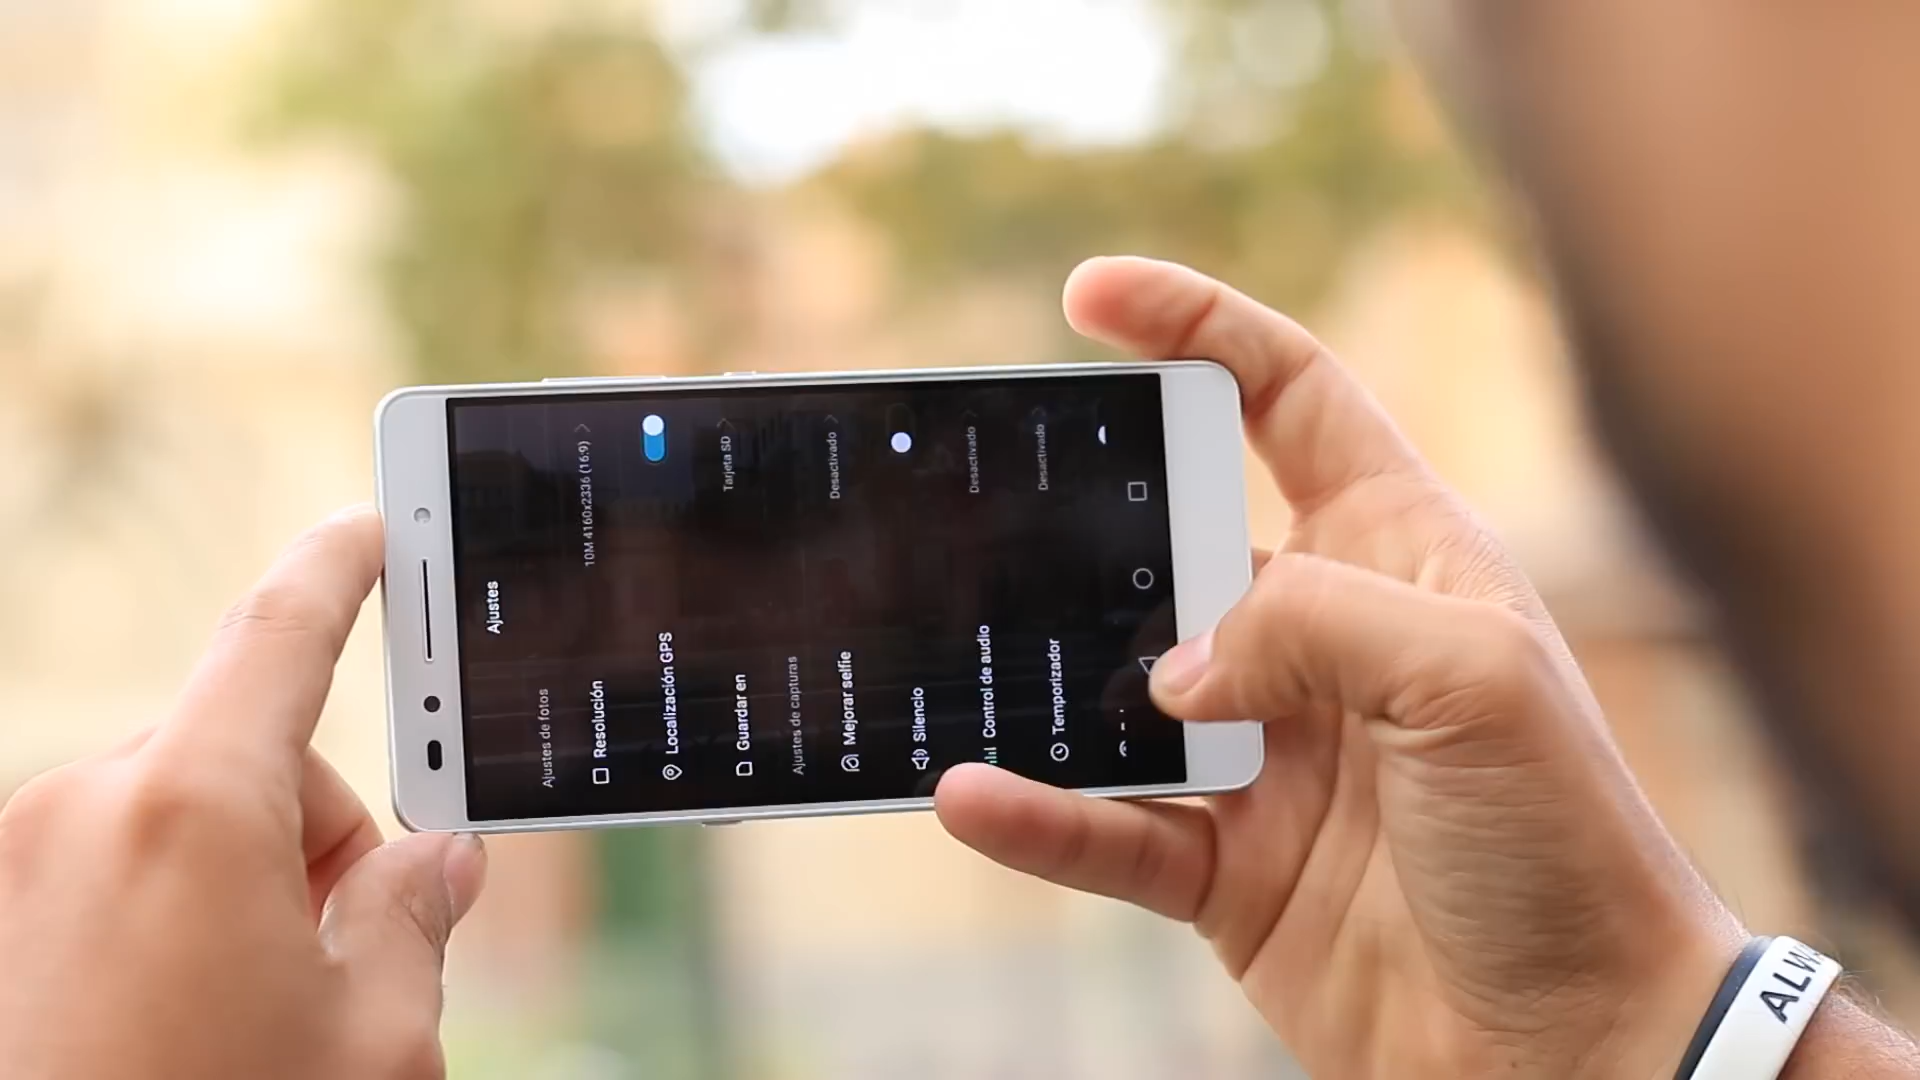 Ajustes
Ajustes de fotos
Resolución
10M 4160x2336 (16:9)
Localización GPS
Guardar en
Tarjeta SD
Ajustes de capturas
Mejorar selfie
Desactivado
Silencio
Control de audio
Desactivado
Temporizador
Desactivado